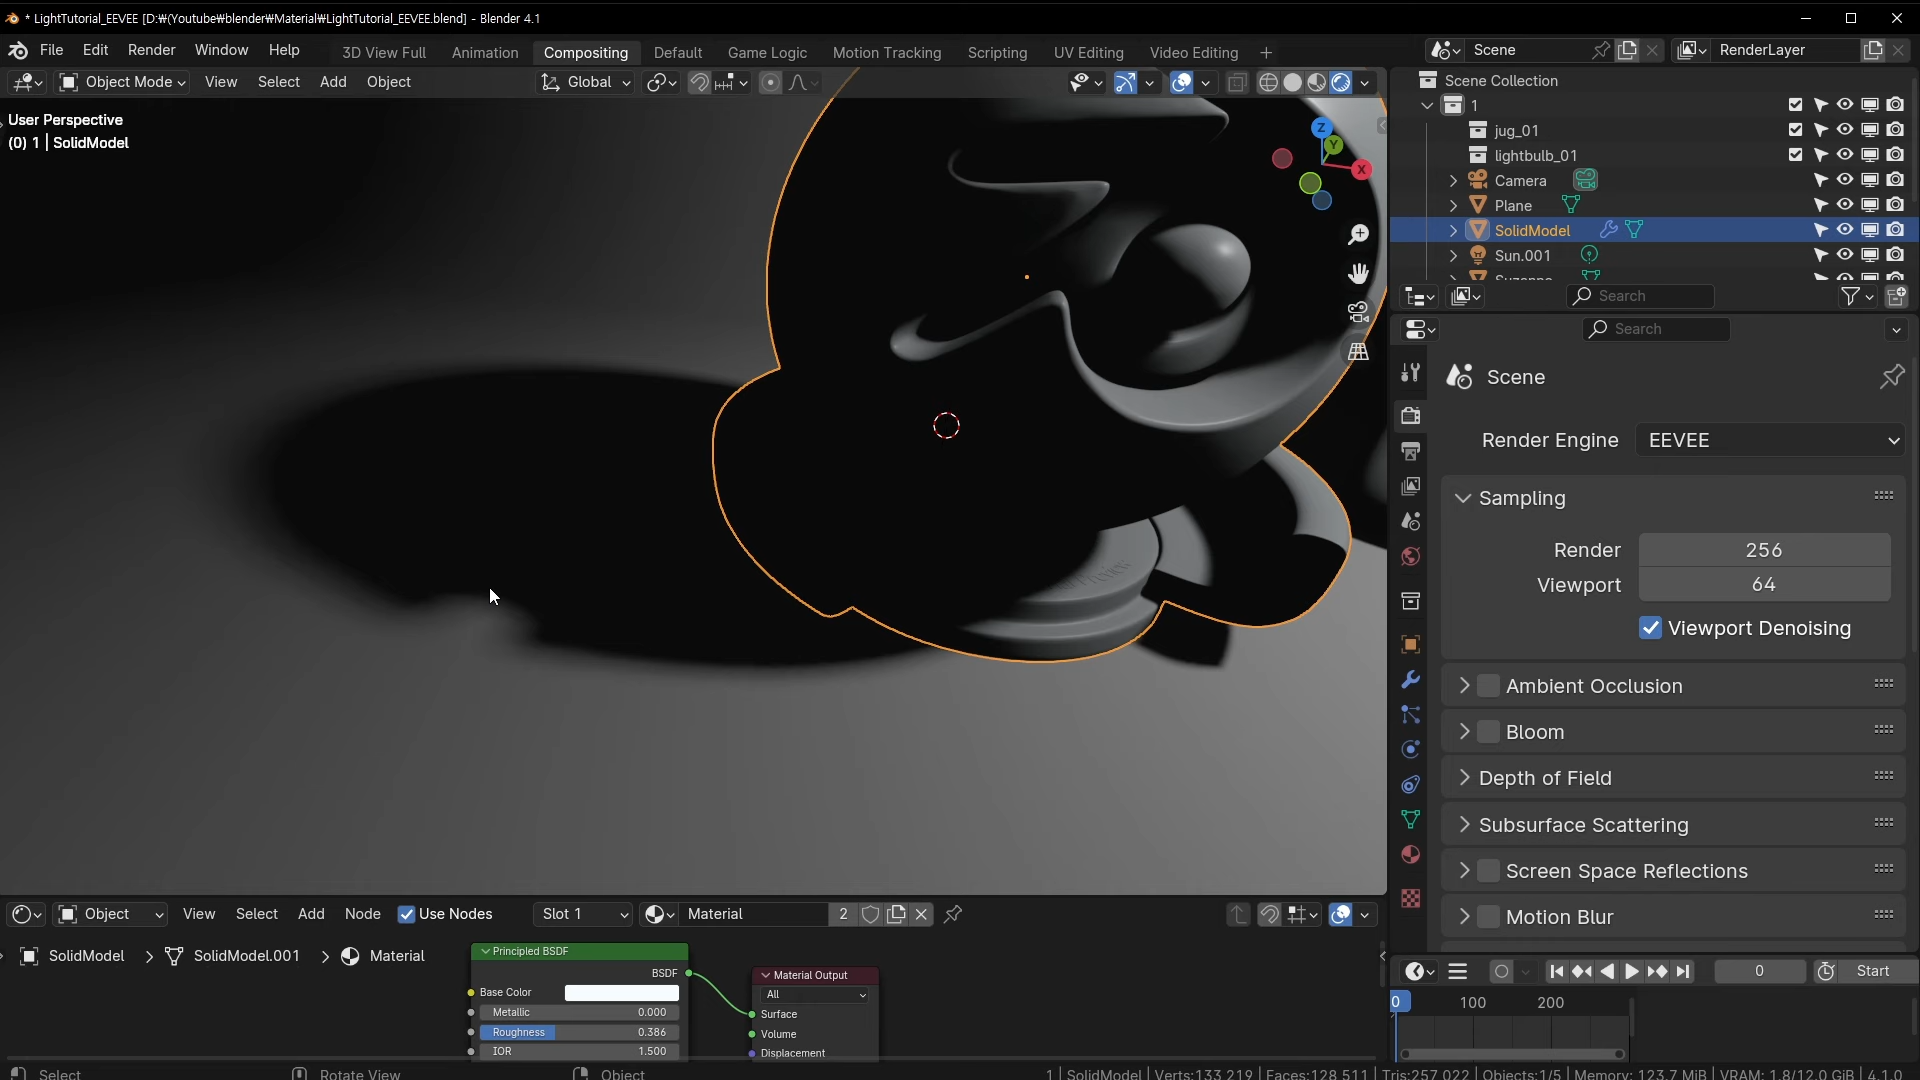 * LightTutorial_EEVEE [D:₩(Youtube₩blender₩Material₩LightTutorial_EEVEE.blend] - Blender 4.1
File Edit Render Window Help 3D View Full Animation Compositing Default Game Logic Motion Tracking Scripting UV Editing Video Editing + Scene RenderLayer
Object Mode View Select Add Object Global
User Perspective
(0) 1 | SolidModel
Z
Y
X
Scene Collection
1
jug_01
lightbulb_01
Camera
Plane
SolidModel
Sun.001
Search
Search
Scene
Render Engine EEVEE
Sampling
Render 256
Viewport 64
Viewport Denoising
Ambient Occlusion
Bloom
Depth of Field
Subsurface Scattering
Screen Space Reflections
Motion Blur
Object View Select Add Node Use Nodes Slot 1 Material 2
SolidModel > SolidModel.001 > Material
Principled BSDF
BSDF
Base Color
Metallic 0.000
Roughness 0.386
IOR 1.500
Material Output
All
Surface
Volume
Displacement
0 Start
0 100 200
Select Rotate View Object 1 | SolidModel | Verts:133,219 | Faces:128,511 | Tris:257,022 | Objects:1/5 | Memory: 123.7 MiB | VRAM: 1.8/12.0 GiB | 4.1.0